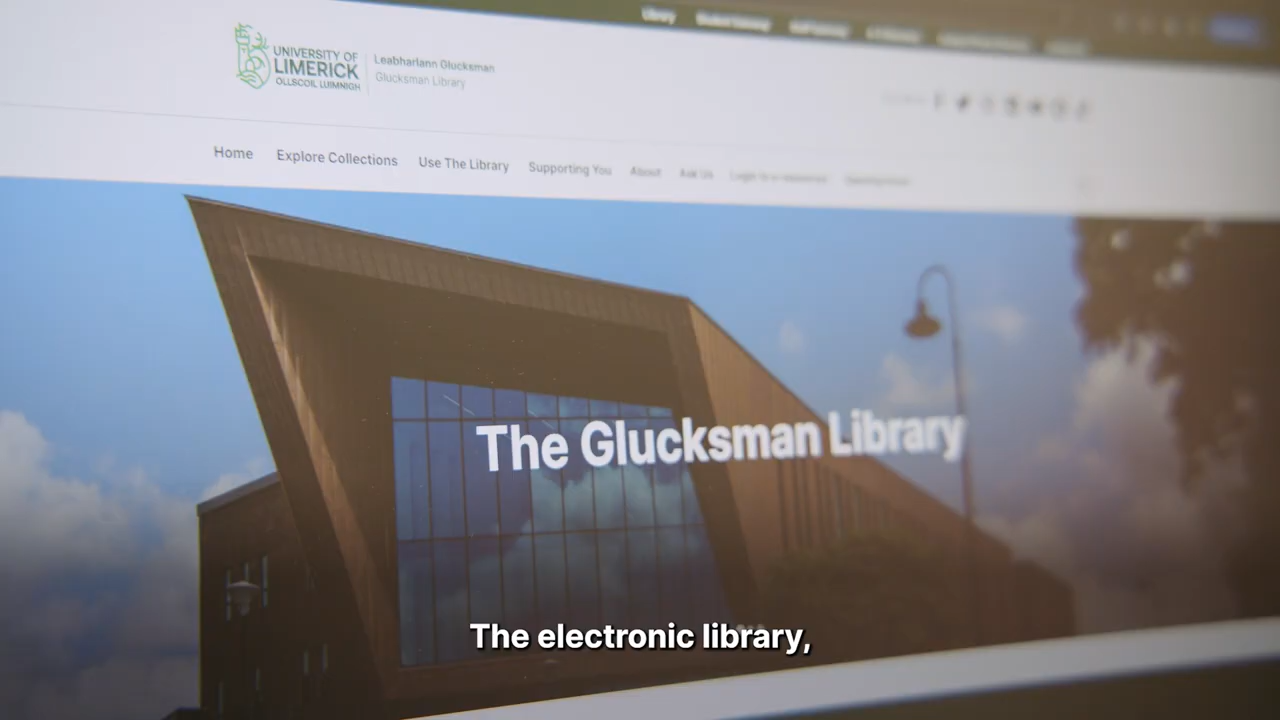 Library
UNIVERSITY OF
LIMERICK
OLLSCOIL LUIMNIGH
Leabharlann Glucksman
Glucksman Library
Home
Explore Collections
Use The Library
Supporting You
About
Ask Us
The Glucksman Library
The electronic library,